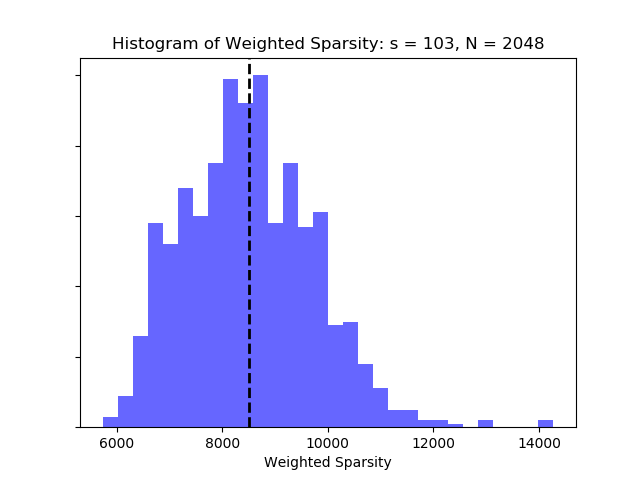 Histogram of Weighted Sparsity: s = 103, N = 2048
6000 8000 10000 12000 14000
Weighted Sparsity